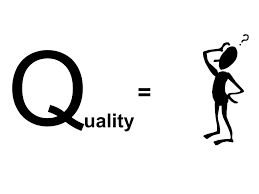 Quality = ?